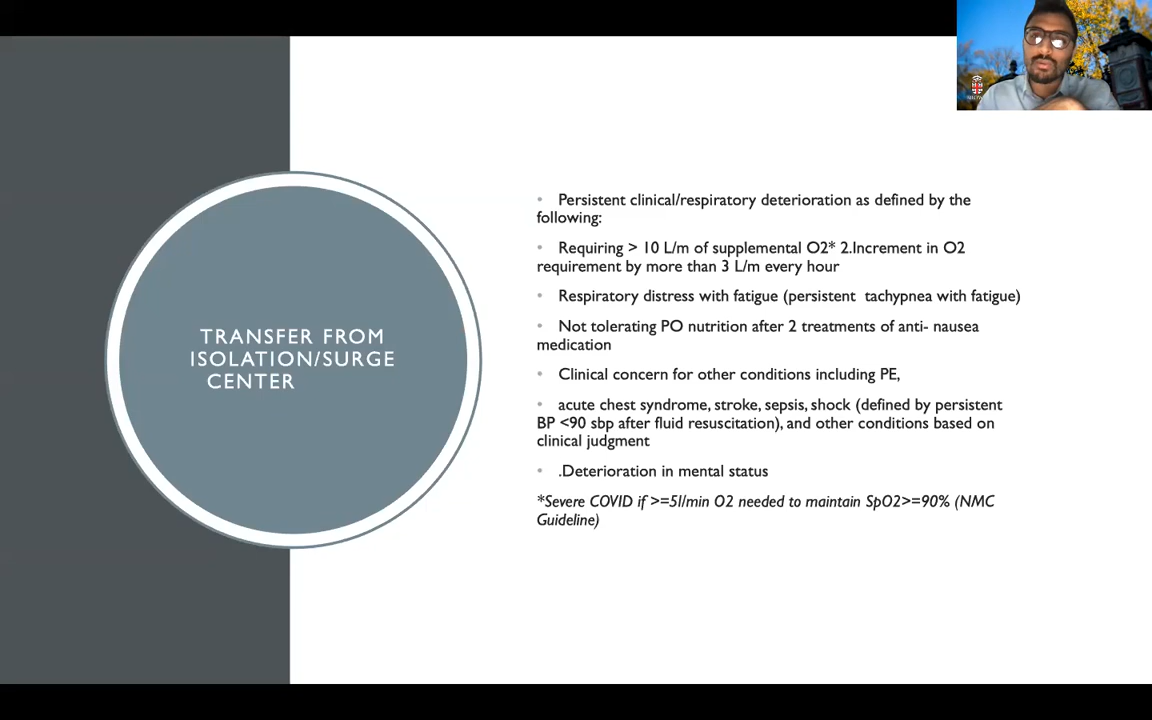 TRANSFER FROM
ISOLATION/SURGE
CENTER
• Persistent clinical/respiratory deterioration as defined by the
following:
• Requiring > 10 L/m of supplemental O2* 2.Increment in O2
requirement by more than 3 L/m every hour
• Respiratory distress with fatigue (persistent  tachypnea with fatigue)
• Not tolerating PO nutrition after 2 treatments of anti- nausea
medication
• Clinical concern for other conditions including PE,
• acute chest syndrome, stroke, sepsis, shock (defined by persistent
BP <90 sbp after fluid resuscitation), and other conditions based on
clinical judgment
• .Deterioration in mental status
*Severe COVID if >=5l/min O2 needed to maintain SpO2>=90% (NMC
Guideline)